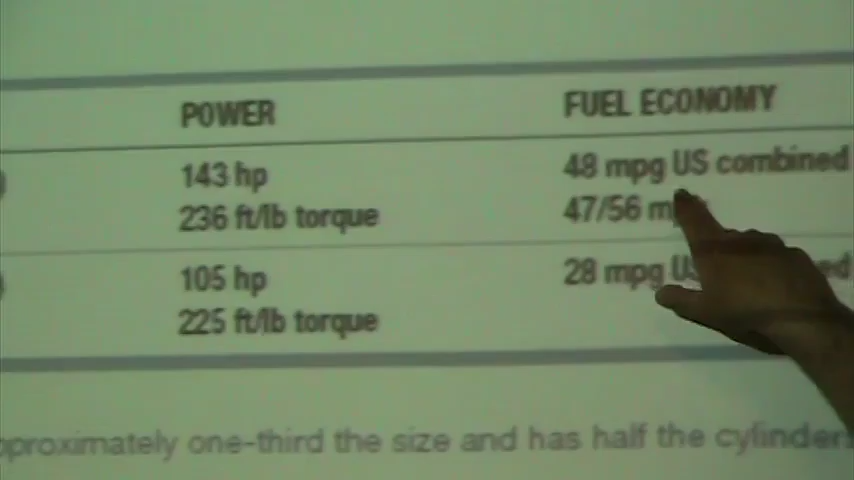 POWER FUEL ECONOMY
143 hp 48 mpg US combined
236 ft/lb torque 47/56
105 hp 28 mpg
225 ft/lb torque
one-third the size and has half the